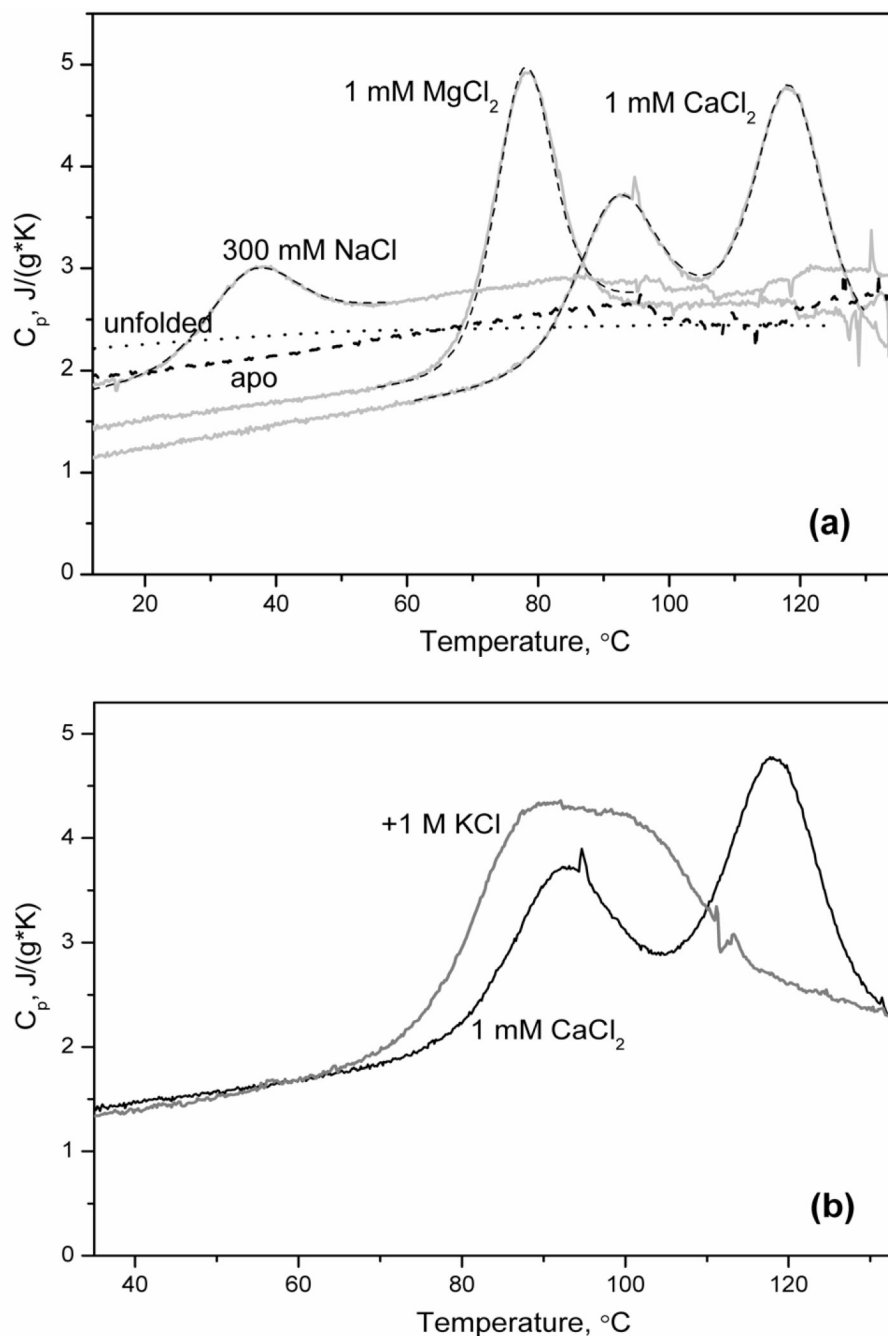 5
4
3
2
1
0
C_p, J/(g*K)
1 mM MgCl₂
1 mM CaCl₂
300 mM NaCl
unfolded
apo
(a)
20 40 60 80 100 120
Temperature, °C
5
4
3
2
1
0
C_p, J/(g*K)
+1 M KCl
1 mM CaCl₂
(b)
40 60 80 100 120
Temperature, °C